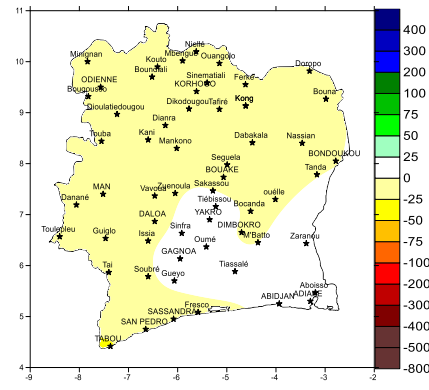 11
10
9
8
7
6
5
4
-9
-8
-7
-6
-5
-4
-3
-2
400
300
200
100
75
50
25
0
-25
-50
-75
-100
-200
-300
-400
-800
Nielté
Mbengué
Ouangolo
Minignan
Kouto
Boundiali
Sinematiali
ODIENNE
KORHOGO
Ferké
Doropo
Bougousso
Bouna
Dioulatiedougou
Dikodougou
Tafiré
Kong
Dianra
Touba
Kani
Mankono
Dabakala
Nassian
BONDOUKOU
Seguela
BOUAKE
Tanda
MAN
Zuenoula
Vavoua
Sakassou
Danané
Tiébissou
Bocanda
ouélle
DALOA
YAKRO
DIMBOKRO
M'Batto
Toulepleu
Guiglo
Issia
Sinfra
Oumé
Zaranou
GAGNOA
Tai
Soubré
Gueyo
Tiassalé
Aboisso
ADIAKE
ABIDJAN
Fresco
SASSANDRA
SAN PEDRO
TABOU